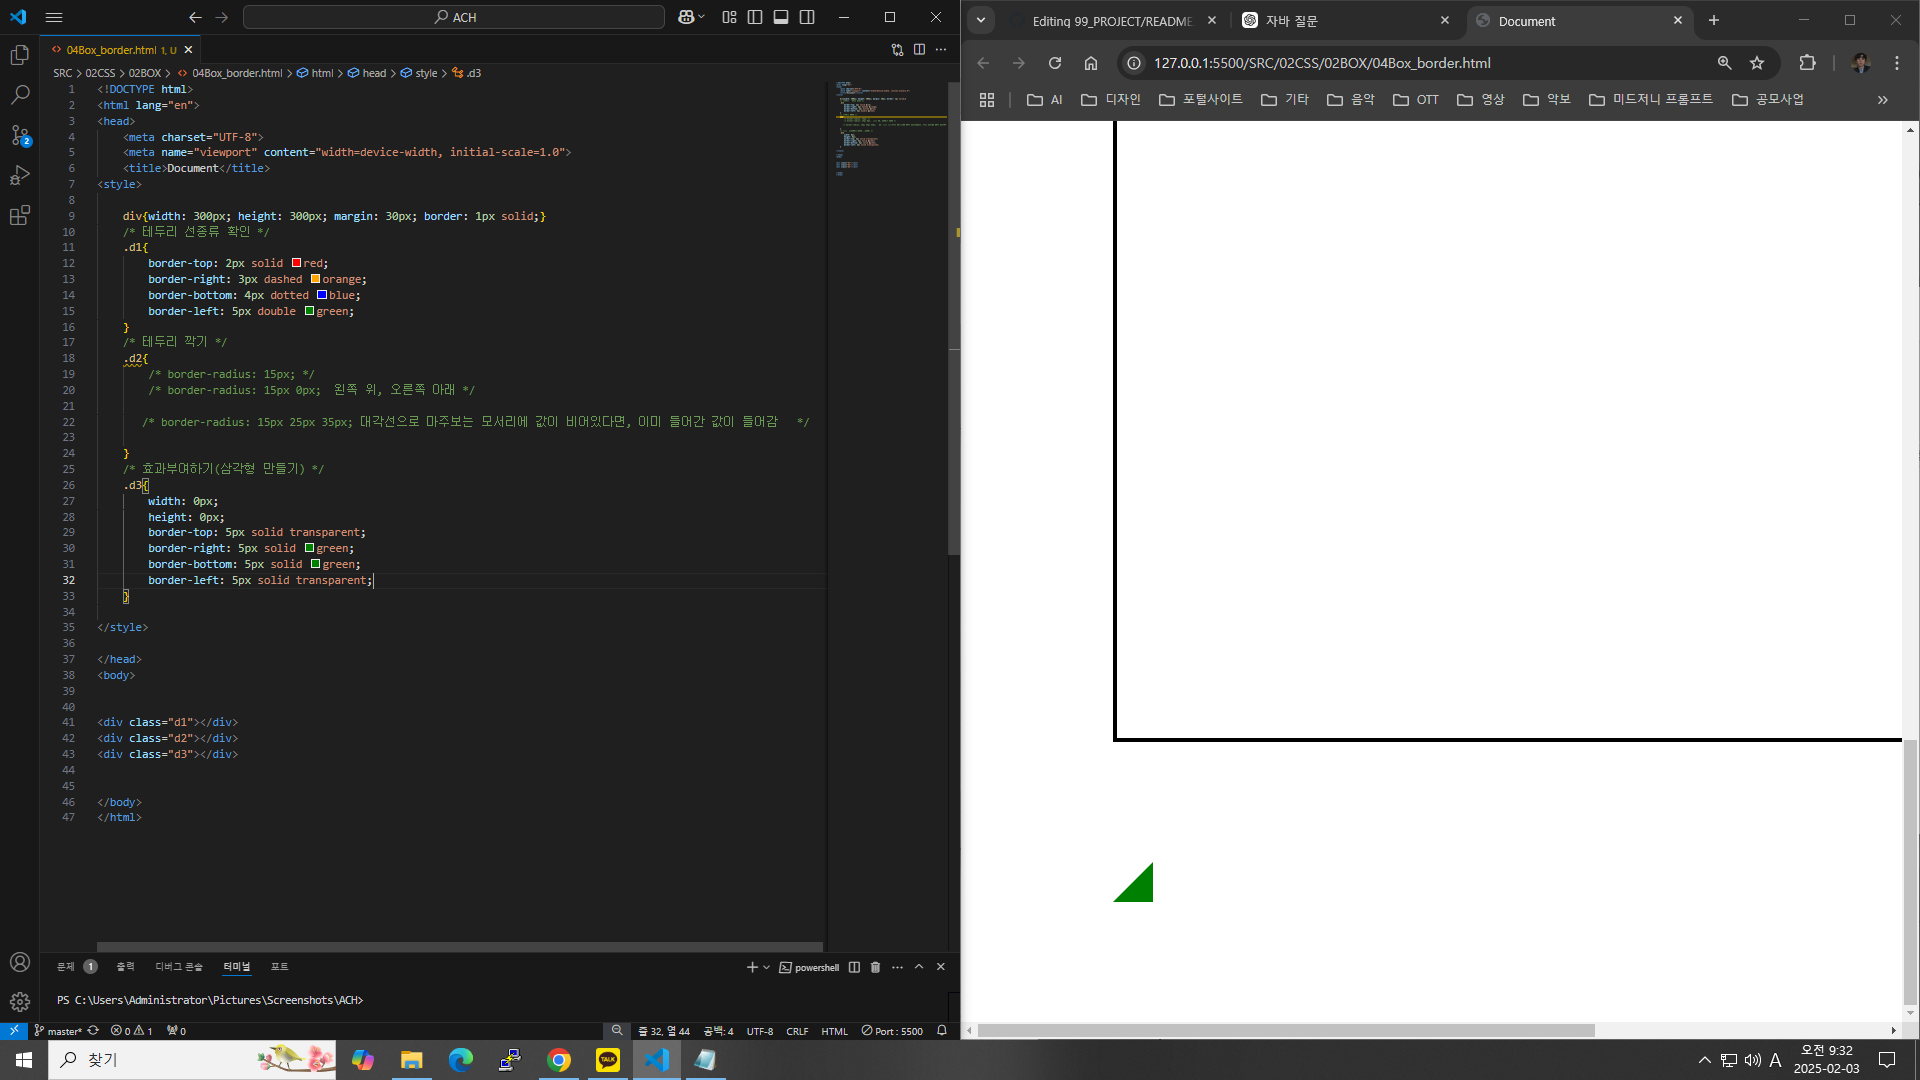 ACH
04Box_border.html 1, U
SRC > 02CSS > 02BOX > 04Box_border.html > html > head > style > .d3
1 <!DOCTYPE html>
2 <html lang="en">
3 <head>
4 <meta charset="UTF-8">
5 <meta name="viewport" content="width=device-width, initial-scale=1.0">
6 <title>Document</title>
7 <style>
8
9 div{width: 300px; height: 300px; margin: 30px; border: 1px solid;}
10 /* 테두리 선종류 확인 */
11 .d1{
12 border-top: 2px solid red;
13 border-right: 3px dashed orange;
14 border-bottom: 4px dotted blue;
15 border-left: 5px double green;
16 }
17 /* 테두리 깍기 */
18 .d2{
19 /* border-radius: 15px; */
20 /* border-radius: 15px 0px; 왼쪽 위, 오른쪽 아래 */
21
22 /* border-radius: 15px 25px 35px; 대각선으로 마주보는 모서리에 값이 비어있다면, 이미 들어간 값이 들어감 */
23
24 }
25 /* 효과부여하기(삼각형 만들기) */
26 .d3{
27 width: 0px;
28 height: 0px;
29 border-top: 5px solid transparent;
30 border-right: 5px solid green;
31 border-bottom: 5px solid green;
32 border-left: 5px solid transparent;
33 }
34
35 </style>
36
37 </head>
38 <body>
39
40
41 <div class="d1"></div>
42 <div class="d2"></div>
43 <div class="d3"></div>
44
45
46 </body>
47 </html>
2
문제 1 출력 디버그 콘솔 터미널 포트
powershell
PS C:\Users\Administrator\Pictures\Screenshots\ACH>
master* 0 1 0
줄 32, 열 44 공백: 4 UTF-8 CRLF HTML Port : 5500
Editing 99_PROJECT/README
자바 질문
Document
127.0.0.1:5500/SRC/02CSS/02BOX/04Box_border.html
AI 디자인 포털사이트 기타 음악 OTT 영상 악보 미드저니 프롬프트 공모사업
찾기
TALK
A
오전 9:32
2025-02-03